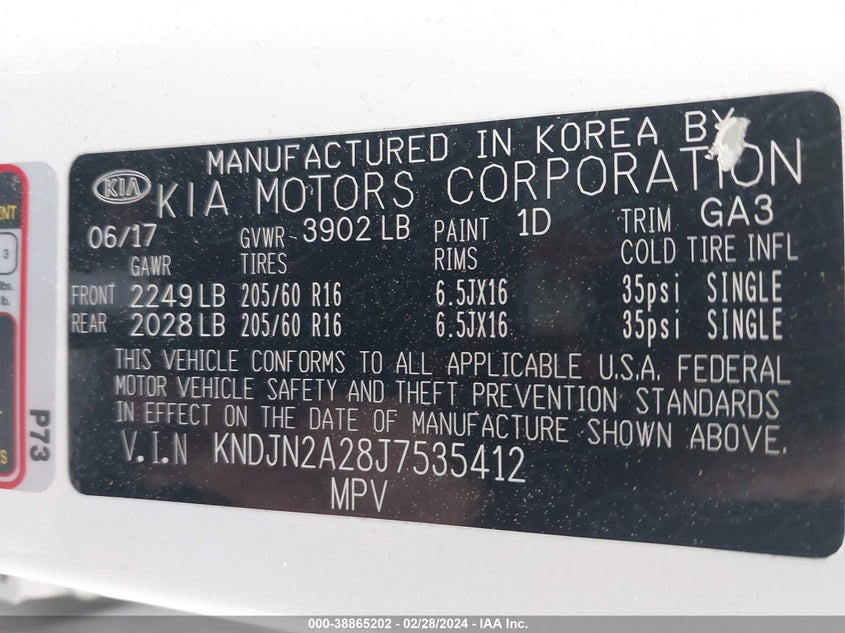 MANUFACTURED IN KOREA BY
KIA KIA MOTORS CORPORATION
06/17 GVWR 3902 LB PAINT 1D TRIM GA3
GAWR TIRES RIMS COLD TIRE INFL
FRONT 2249 LB 205/60 R16 6.5JX16 35psi SINGLE
REAR 2028 LB 205/60 R16 6.5JX16 35psi SINGLE
THIS VEHICLE CONFORMS TO ALL APPLICABLE U.S.A. FEDERAL
MOTOR VEHICLE SAFETY AND THEFT PREVENTION STANDARDS
IN EFFECT ON THE DATE OF MANUFACTURE SHOWN ABOVE.
V.I.N KNDJN2A28J7535412
MPV
3
lbs.
lb.
P73
000-38865202 - 02/28/2024 - IAA Inc.